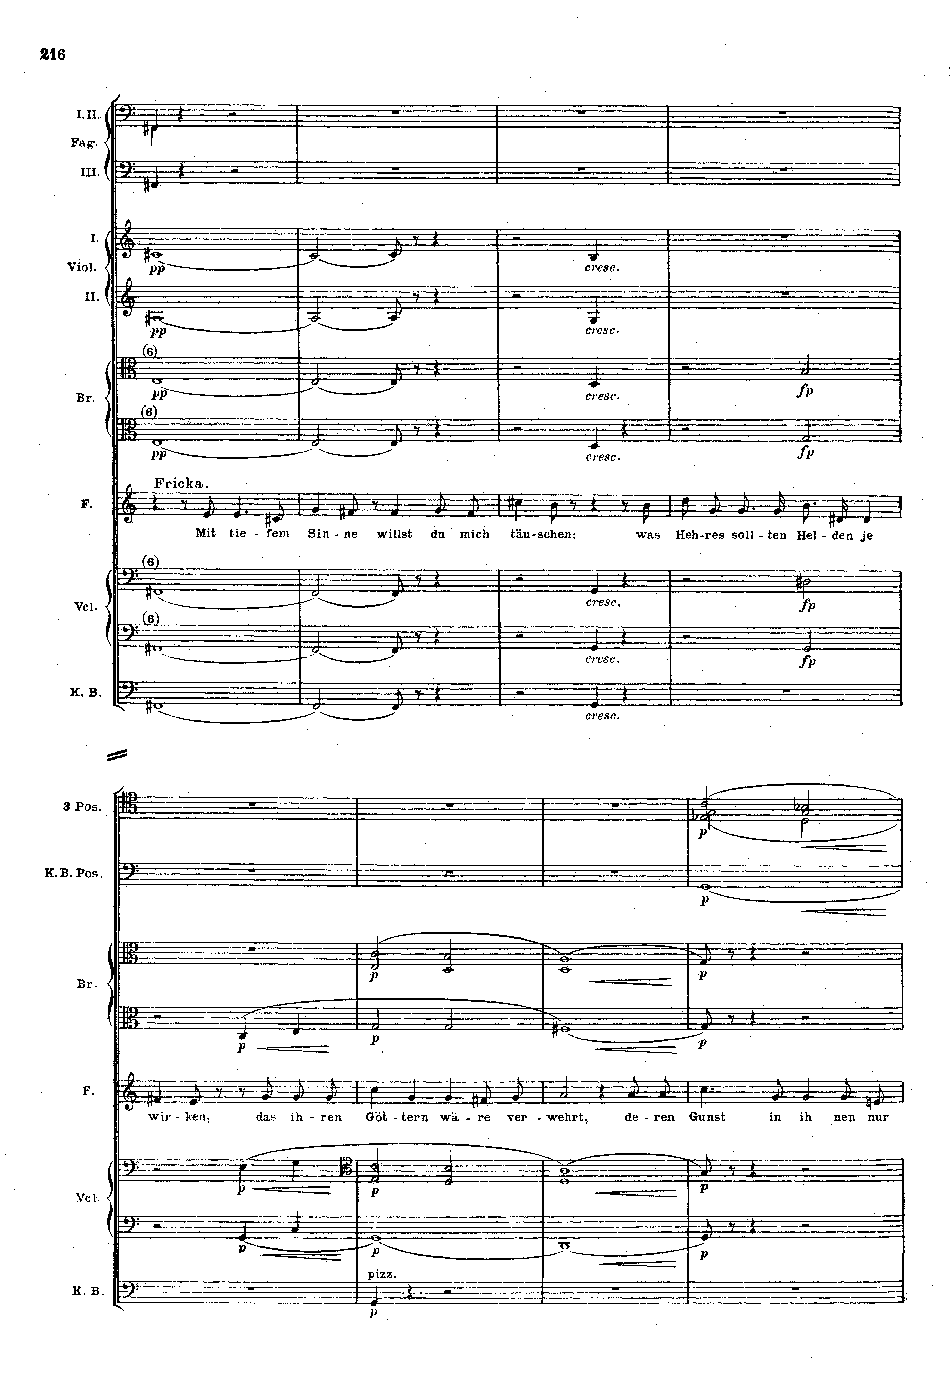 216
I. II.
Fag.
III.
I.
Viol.
pp
cresc.
II.
pp
cresc.
(6)
pp
cresc.
fp
Br.
(6)
pp
cresc.
fp
Fricka.
F.
Mit tie - fem Sin - ne willst du mich täu-schen: was Heh-res soll - ten Hel - den je
(6)
cresc.
fp
Vcl.
(6)
cresc.
fp
K. B.
cresc.
3 Pos.
p
K. B. Pos.
p
p
p
Br.
p
p
p
F.
wir - ken, das ih - ren Göt - tern wä - re ver - wehrt, de - ren Gunst in ih nen nur
p
p
p
Vcl.
p
p
p
pizz.
K. B.
p